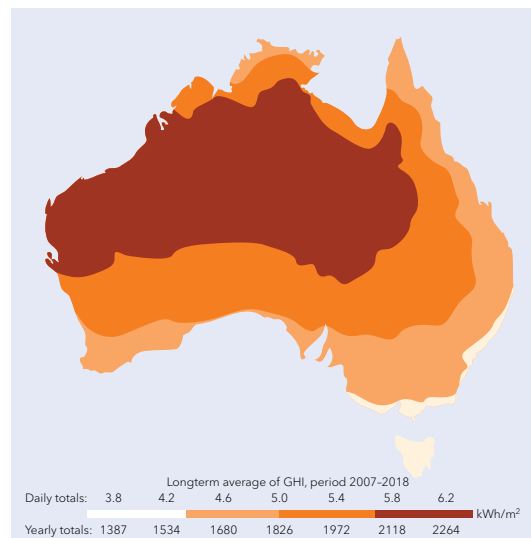 Longterm average of GHI, period 2007–2018
Daily totals: 3.8 4.2 4.6 5.0 5.4 5.8 6.2
kWh/m²
Yearly totals: 1387 1534 1680 1826 1972 2118 2264